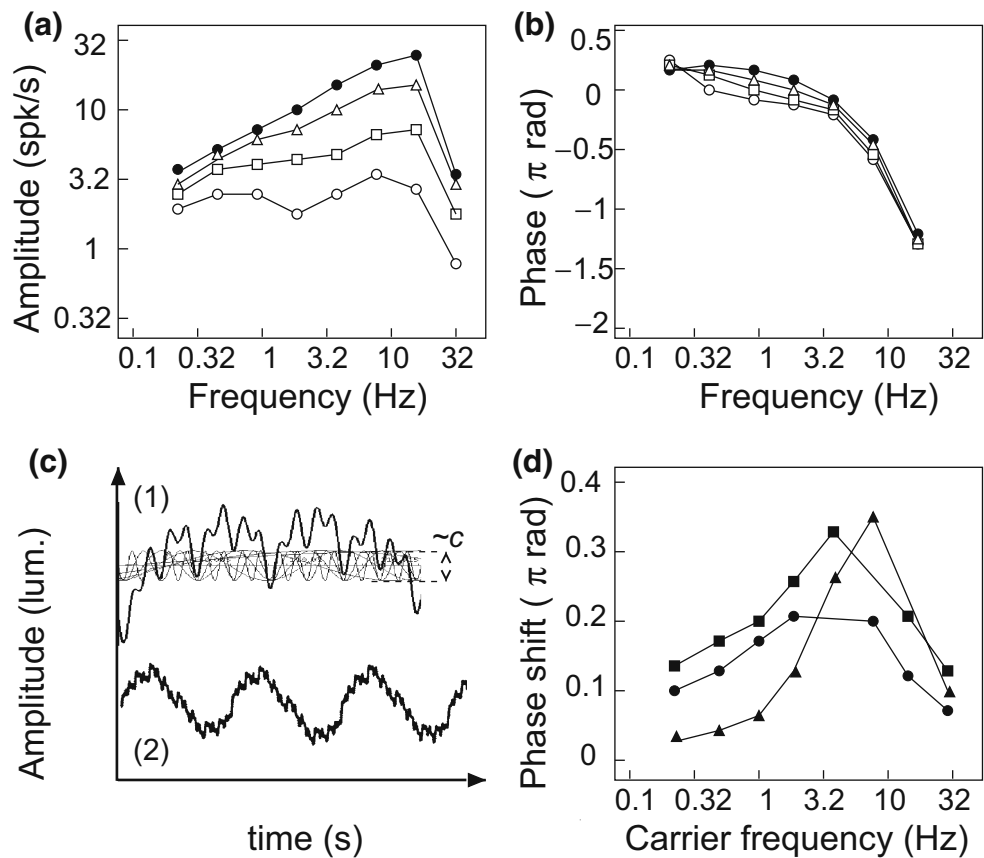 (a)
Amplitude (spk/s)
32
10
3.2
1
0.32
0.1 0.32 1 3.2 10 32
Frequency (Hz)
(b)
Phase ( π rad)
0.5
0
−0.5
−1
−1.5
−2
0.1 0.32 1 3.2 10 32
Frequency (Hz)
(c)
Amplitude (lum.)
(1)
~c
(2)
time (s)
(d)
Phase shift ( π rad)
0.4
0.3
0.2
0.1
0
0.1 0.32 1 3.2 10 32
Carrier frequency (Hz)